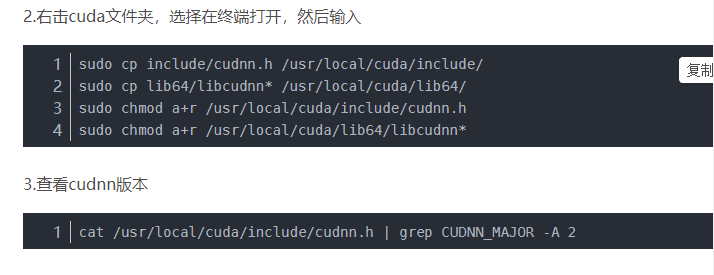 2.右击cuda文件夹，选择在终端打开，然后输入
1 sudo cp include/cudnn.h /usr/local/cuda/include/
复制
2 sudo cp lib64/libcudnn* /usr/local/cuda/lib64/
3 sudo chmod a+r /usr/local/cuda/include/cudnn.h
4 sudo chmod a+r /usr/local/cuda/lib64/libcudnn*
3.查看cudnn版本
1 cat /usr/local/cuda/include/cudnn.h | grep CUDNN_MAJOR -A 2